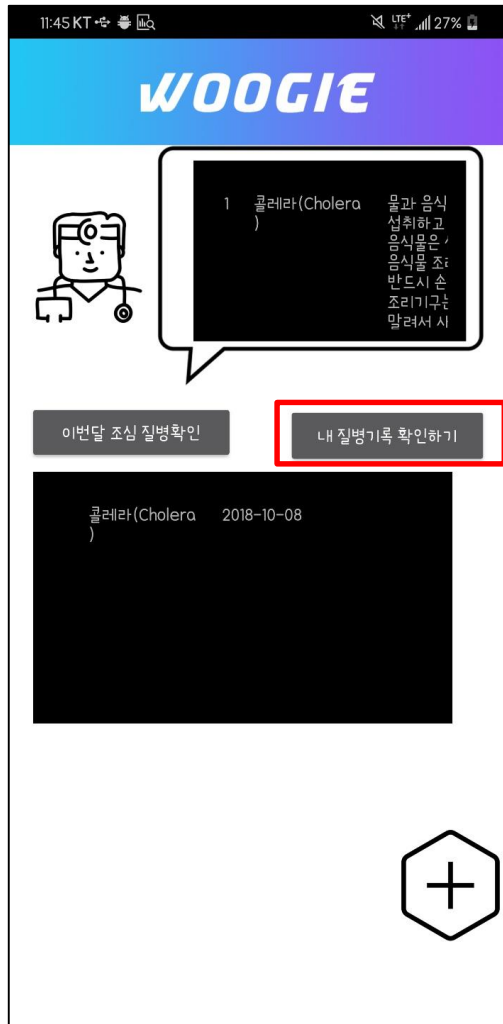 11:45 KT LTE+ 27%
WOOGIE
1 콜레라(Cholera 물과 음식
) 섭취하고
음식물은
음식물 조
반드시 손
조리기구는
말려서 시
이번달 조심 질병확인 내 질병기록 확인하기
콜레라(Cholera 2018-10-08
)